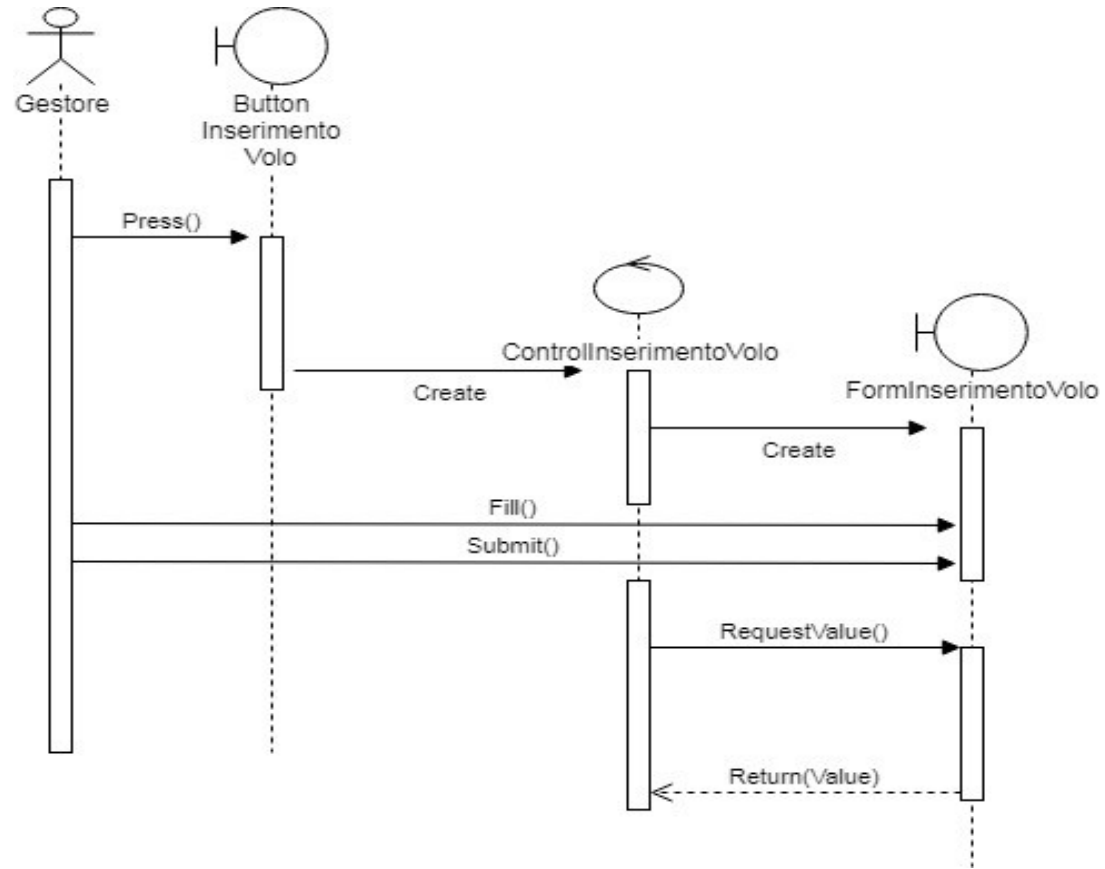 Gestore
Button
Inserimento
Volo
Press()
ControlInserimentoVolo
FormInserimentoVolo
Create
Create
Fill()
Submit()
RequestValue()
Return(Value)